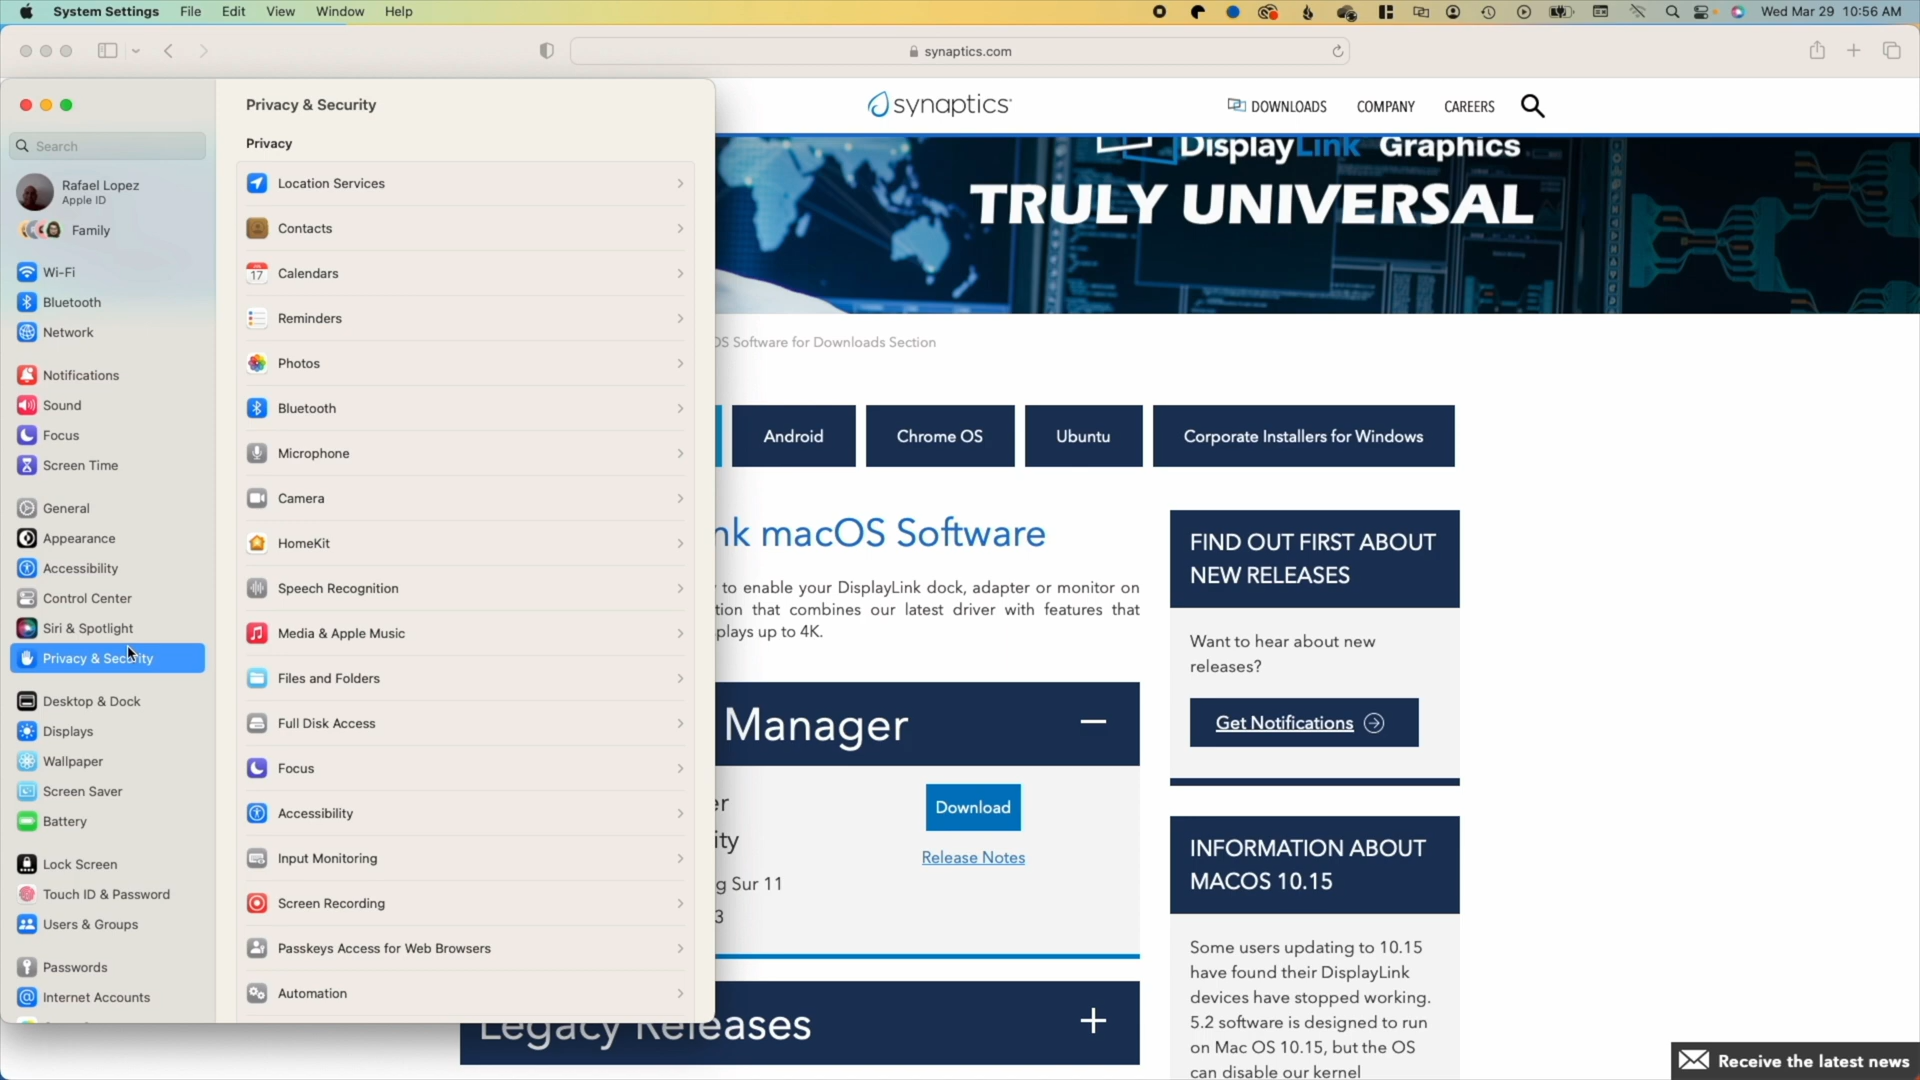 System Settings File Edit View Window Help Wed Mar 29 10:56 AM
synaptics.com
Privacy & Security
Search
Rafael Lopez
Apple ID
Family
Wi-Fi
Bluetooth
Network
Notifications
Sound
Focus
Screen Time
General
Appearance
Accessibility
Control Center
Siri & Spotlight
Privacy & Security
Desktop & Dock
Displays
Wallpaper
Screen Saver
Battery
Lock Screen
Touch ID & Password
Users & Groups
Passwords
Internet Accounts
Privacy
Location Services
Contacts
17 Calendars
Reminders
Photos
Bluetooth
Microphone
Camera
HomeKit
Speech Recognition
Media & Apple Music
Files and Folders
Full Disk Access
Focus
Accessibility
Input Monitoring
Screen Recording
Passkeys Access for Web Browsers
Automation
synaptics
DOWNLOADS COMPANY CAREERS
DisplayLink Graphics
TRULY UNIVERSAL
OS Software for Downloads Section
Android Chrome OS Ubuntu Corporate Installers for Windows
nk macOS Software
to enable your DisplayLink dock, adapter or monitor on
tion that combines our latest driver with features that
plays up to 4K.
Manager
er
ity
g Sur 11
3
Download
Release Notes
Legacy Releases
FIND OUT FIRST ABOUT
NEW RELEASES
Want to hear about new
releases?
Get Notifications
INFORMATION ABOUT
MACOS 10.15
Some users updating to 10.15
have found their DisplayLink
devices have stopped working.
5.2 software is designed to run
on Mac OS 10.15, but the OS
can disable our kernel
Receive the latest news